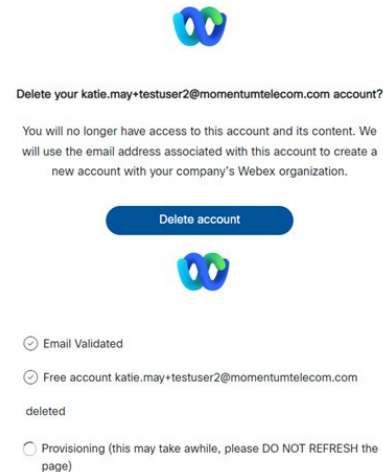 Delete your katie.may+testuser2@momentumtelecom.com account?
You will no longer have access to this account and its content. We
will use the email address associated with this account to create a
new account with your company's Webex organization.
Delete account
Email Validated
Free account katie.may+testuser2@momentumtelecom.com
deleted
Provisioning (this may take awhile, please DO NOT REFRESH the
page)